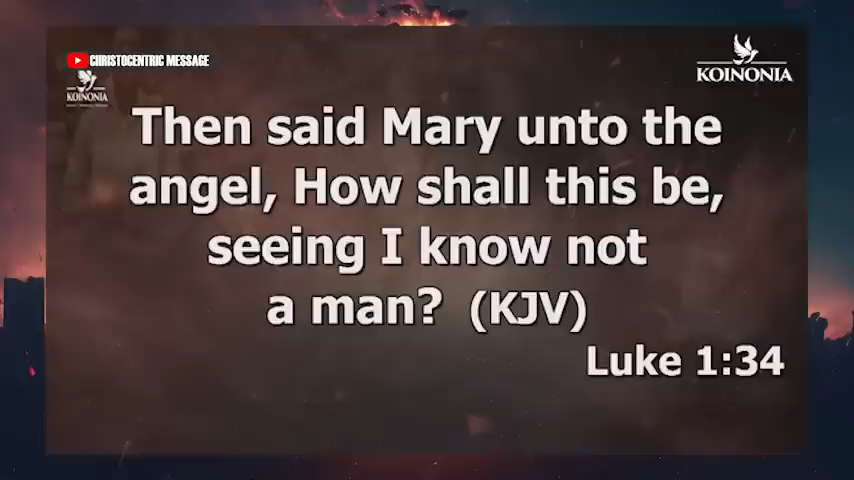 CHRISTOCENTRIC MESSAGE
KOINONIA
KOINONIA
Then said Mary unto the
angel, How shall this be,
seeing I know not
a man? (KJV)
Luke 1:34